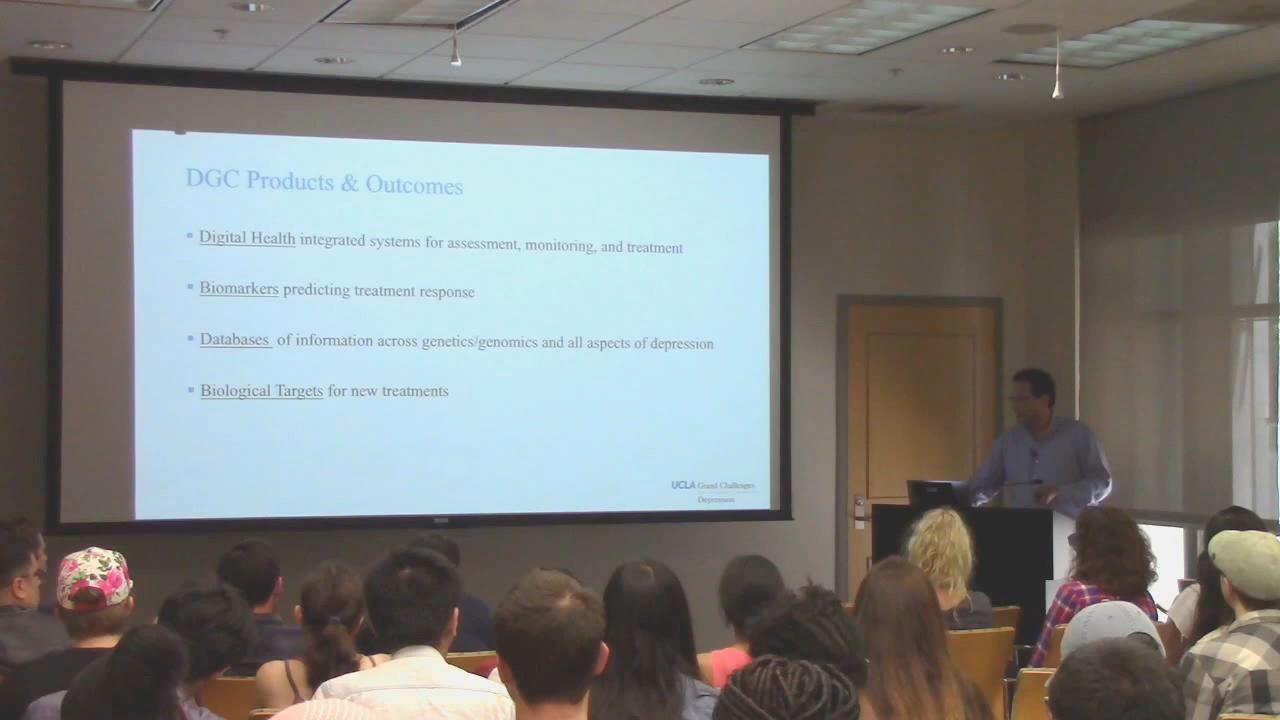 DGC Products & Outcomes
▪ Digital Health integrated systems for assessment, monitoring, and treatment
▪ Biomarkers predicting treatment response
▪ Databases of information across genetics/genomics and all aspects of depression
▪ Biological Targets for new treatments
UCLA Grand Challenges
Depression